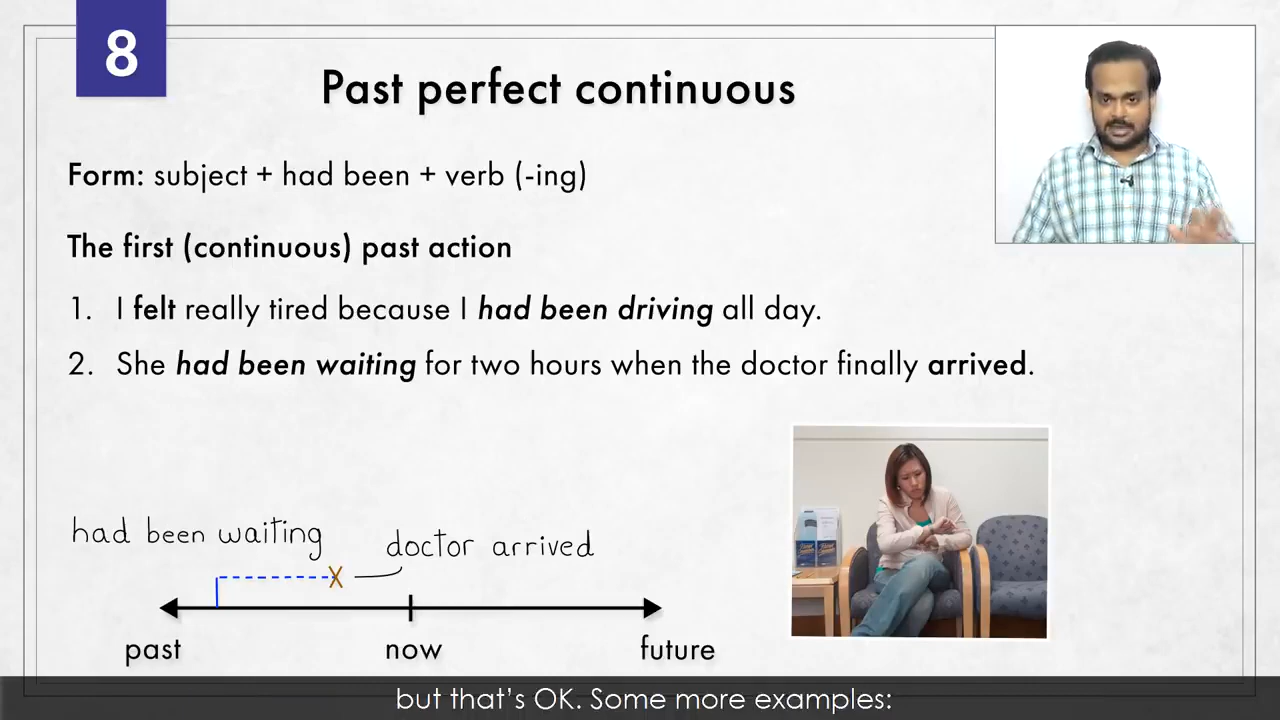 8
Past perfect continuous
Form: subject + had been + verb (-ing)
The first (continuous) past action
1. I felt really tired because I had been driving all day.
2. She had been waiting for two hours when the doctor finally arrived.
had been waiting
doctor arrived
past now future
but that's OK. Some more examples: